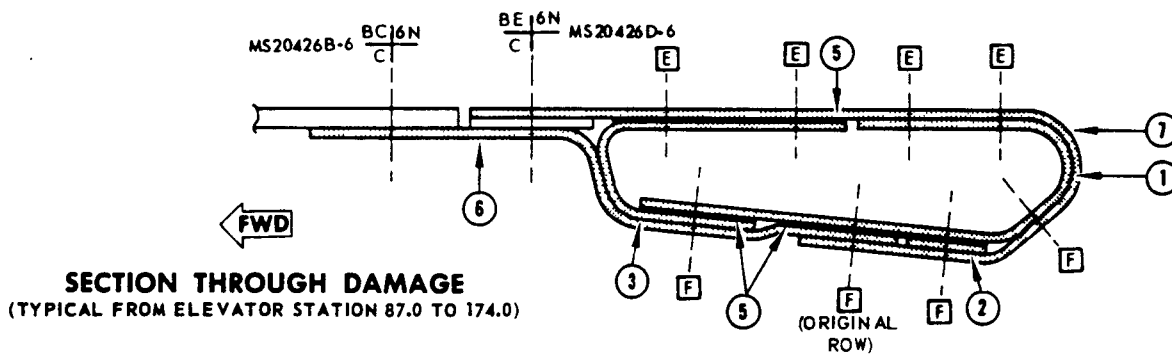 MS20426B-6 BC 6N
C
BE 6N MS20426D-6
C
E
E
5
E
E
7
1
6
FWD
3
5
2
F
F
F
F
(ORIGINAL
ROW)
SECTION THROUGH DAMAGE
(TYPICAL FROM ELEVATOR STATION 87.0 TO 174.0)